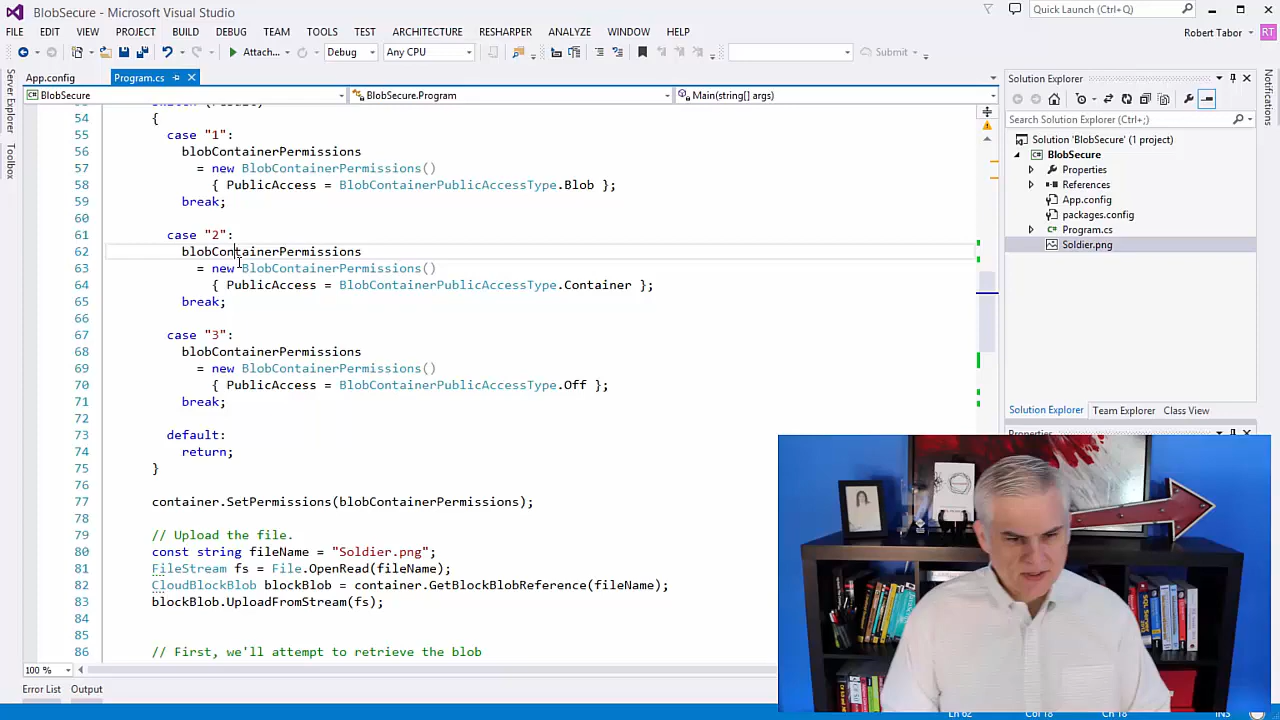 BlobSecure - Microsoft Visual Studio
Quick Launch (Ctrl+Q)
FILE EDIT VIEW PROJECT BUILD DEBUG TEAM TOOLS TEST ARCHITECTURE RESHARPER ANALYZE WINDOW HELP
Robert Tabor RT
Attach... Debug Any CPU Submit
App.config Program.cs
BlobSecure BlobSecure.Program Main(string[] args)
Server Explorer
Toolbox
54 {
55 case "1":
56 blobContainerPermissions
57 = new BlobContainerPermissions()
58 { PublicAccess = BlobContainerPublicAccessType.Blob };
59 break;
60
61 case "2":
62 blobContainerPermissions
63 = new BlobContainerPermissions()
64 { PublicAccess = BlobContainerPublicAccessType.Container };
65 break;
66
67 case "3":
68 blobContainerPermissions
69 = new BlobContainerPermissions()
70 { PublicAccess = BlobContainerPublicAccessType.Off };
71 break;
72
73 default:
74 return;
75 }
76
77 container.SetPermissions(blobContainerPermissions);
78
79 // Upload the file.
80 const string fileName = "Soldier.png";
81 FileStream fs = File.OpenRead(fileName);
82 CloudBlockBlob blockBlob = container.GetBlockBlobReference(fileName);
83 blockBlob.UploadFromStream(fs);
84
85
86 // First, we'll attempt to retrieve the blob
100 %
Error List Output
Solution Explorer
Search Solution Explorer (Ctrl+;)
Solution 'BlobSecure' (1 project)
BlobSecure
Properties
References
App.config
packages.config
Program.cs
Soldier.png
Solution Explorer Team Explorer Class View
Notifications
Ln 62 Col 18 Ch 18 INS